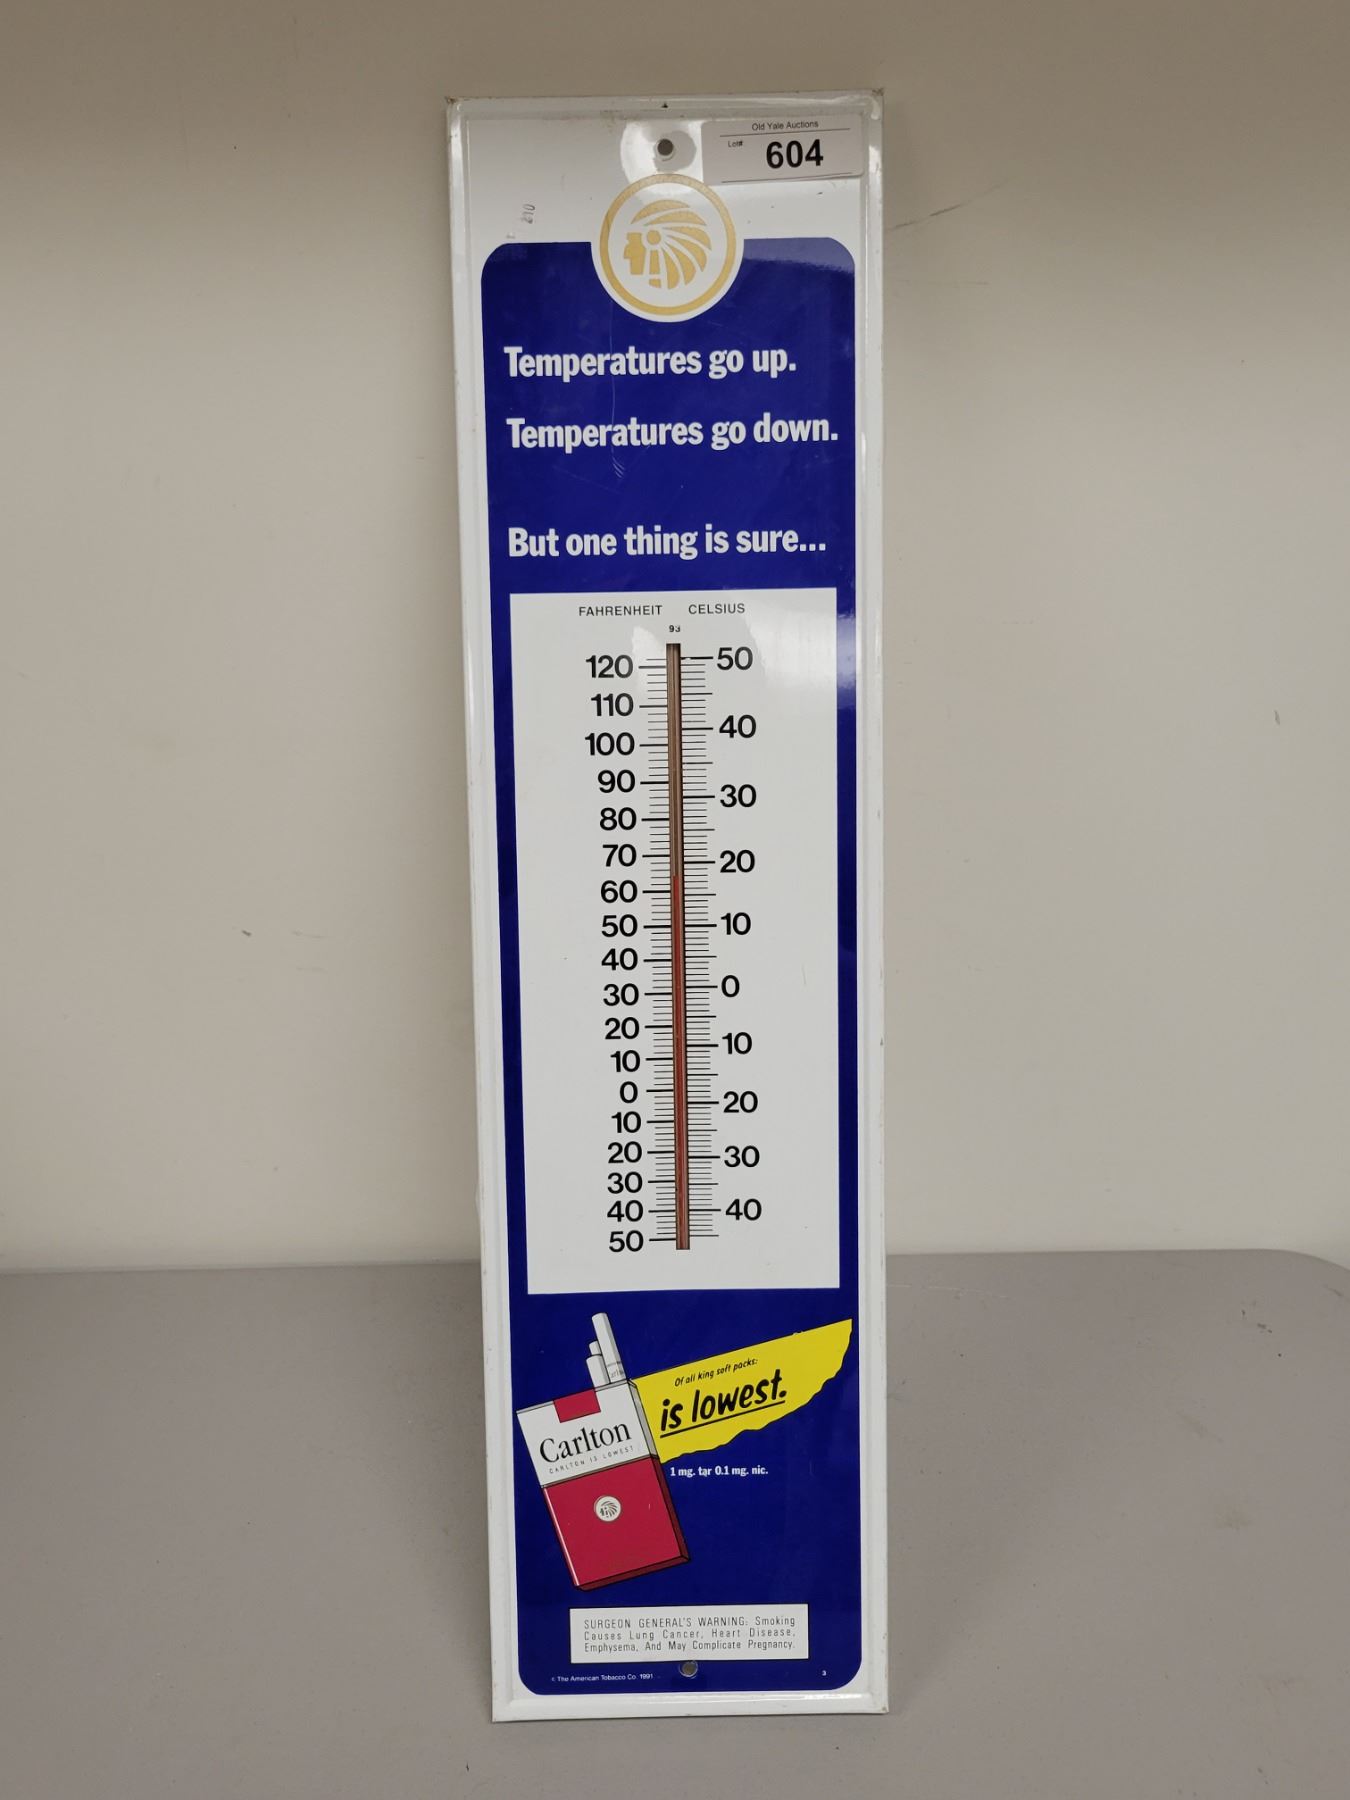 Old Yale Auctions
Lot#: 604
210
Temperatures go up.
Temperatures go down.
But one thing is sure...
FAHRENHEIT CELSIUS
93
120 50
110
40
100
90
30
80
70
20
60
50 10
40
0
30
20
10
10
0
20
10
20
30
30
40
40
50
Of all king soft packs:
is lowest.
Carlton
CARLTON IS LOWEST
1 mg. tar 0.1 mg. nic.
SURGEON GENERAL'S WARNING: Smoking
Causes Lung Cancer, Heart Disease,
Emphysema, And May Complicate Pregnancy.
© The American Tobacco Co. 1991
3